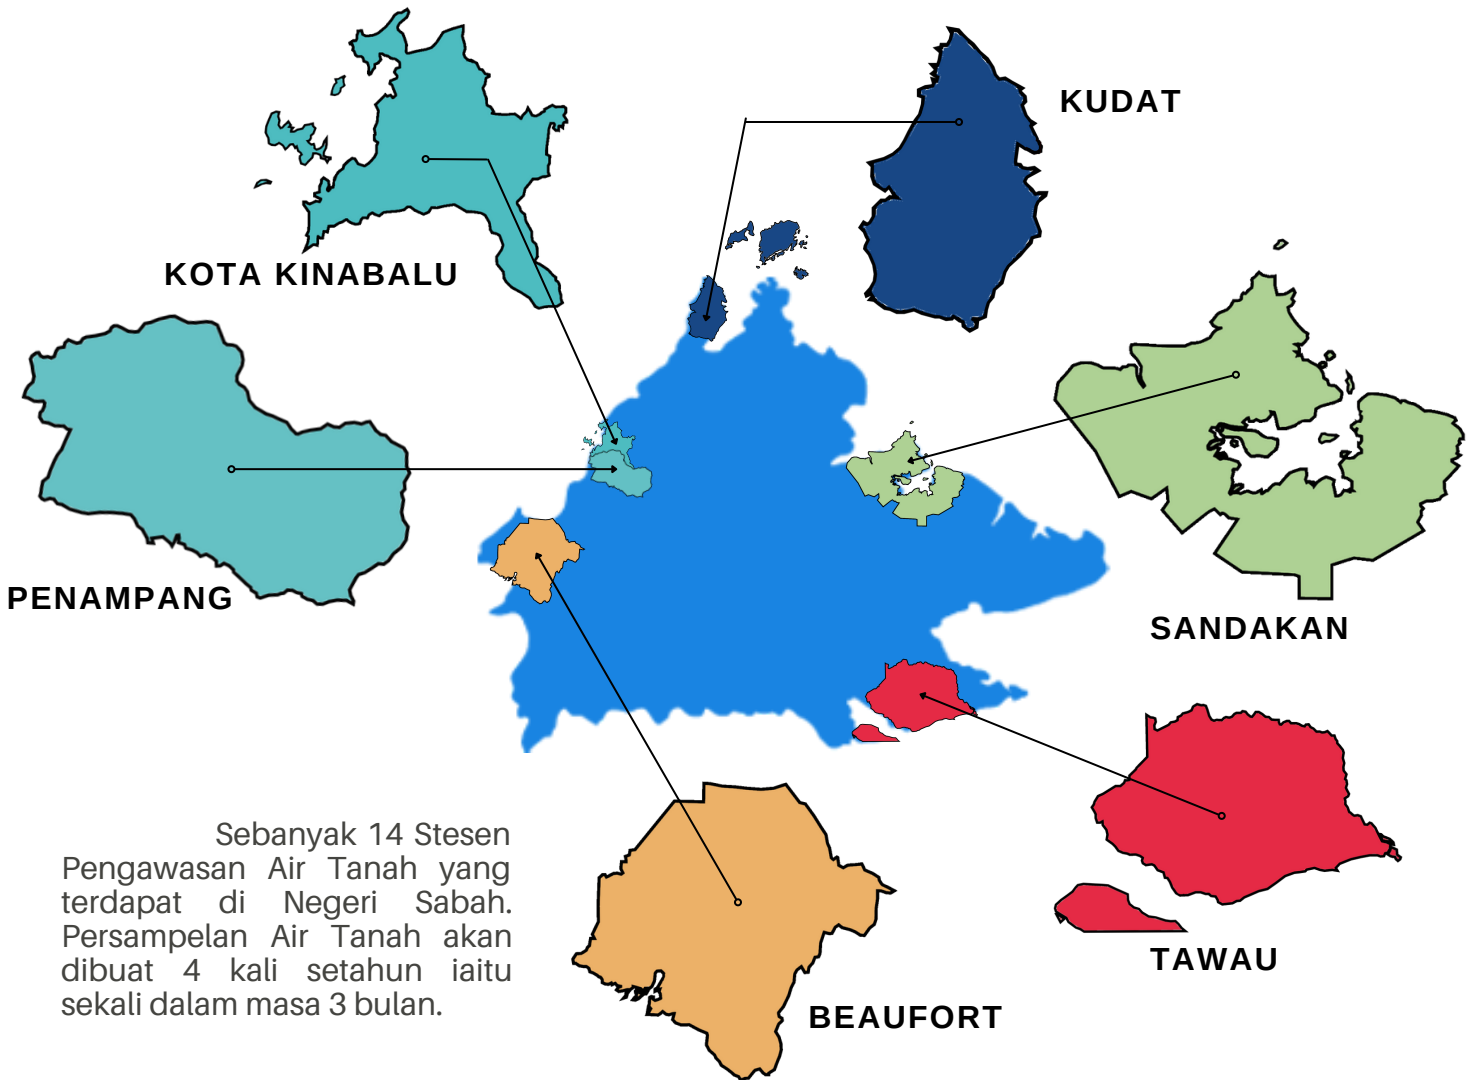 KUDAT
KOTA KINABALU
PENAMPANG
SANDAKAN
Sebanyak 14 Stesen
Pengawasan Air Tanah yang
terdapat di Negeri Sabah.
Persampelan Air Tanah akan
dibuat 4 kali setahun iaitu
sekali dalam masa 3 bulan.
TAWAU
BEAUFORT